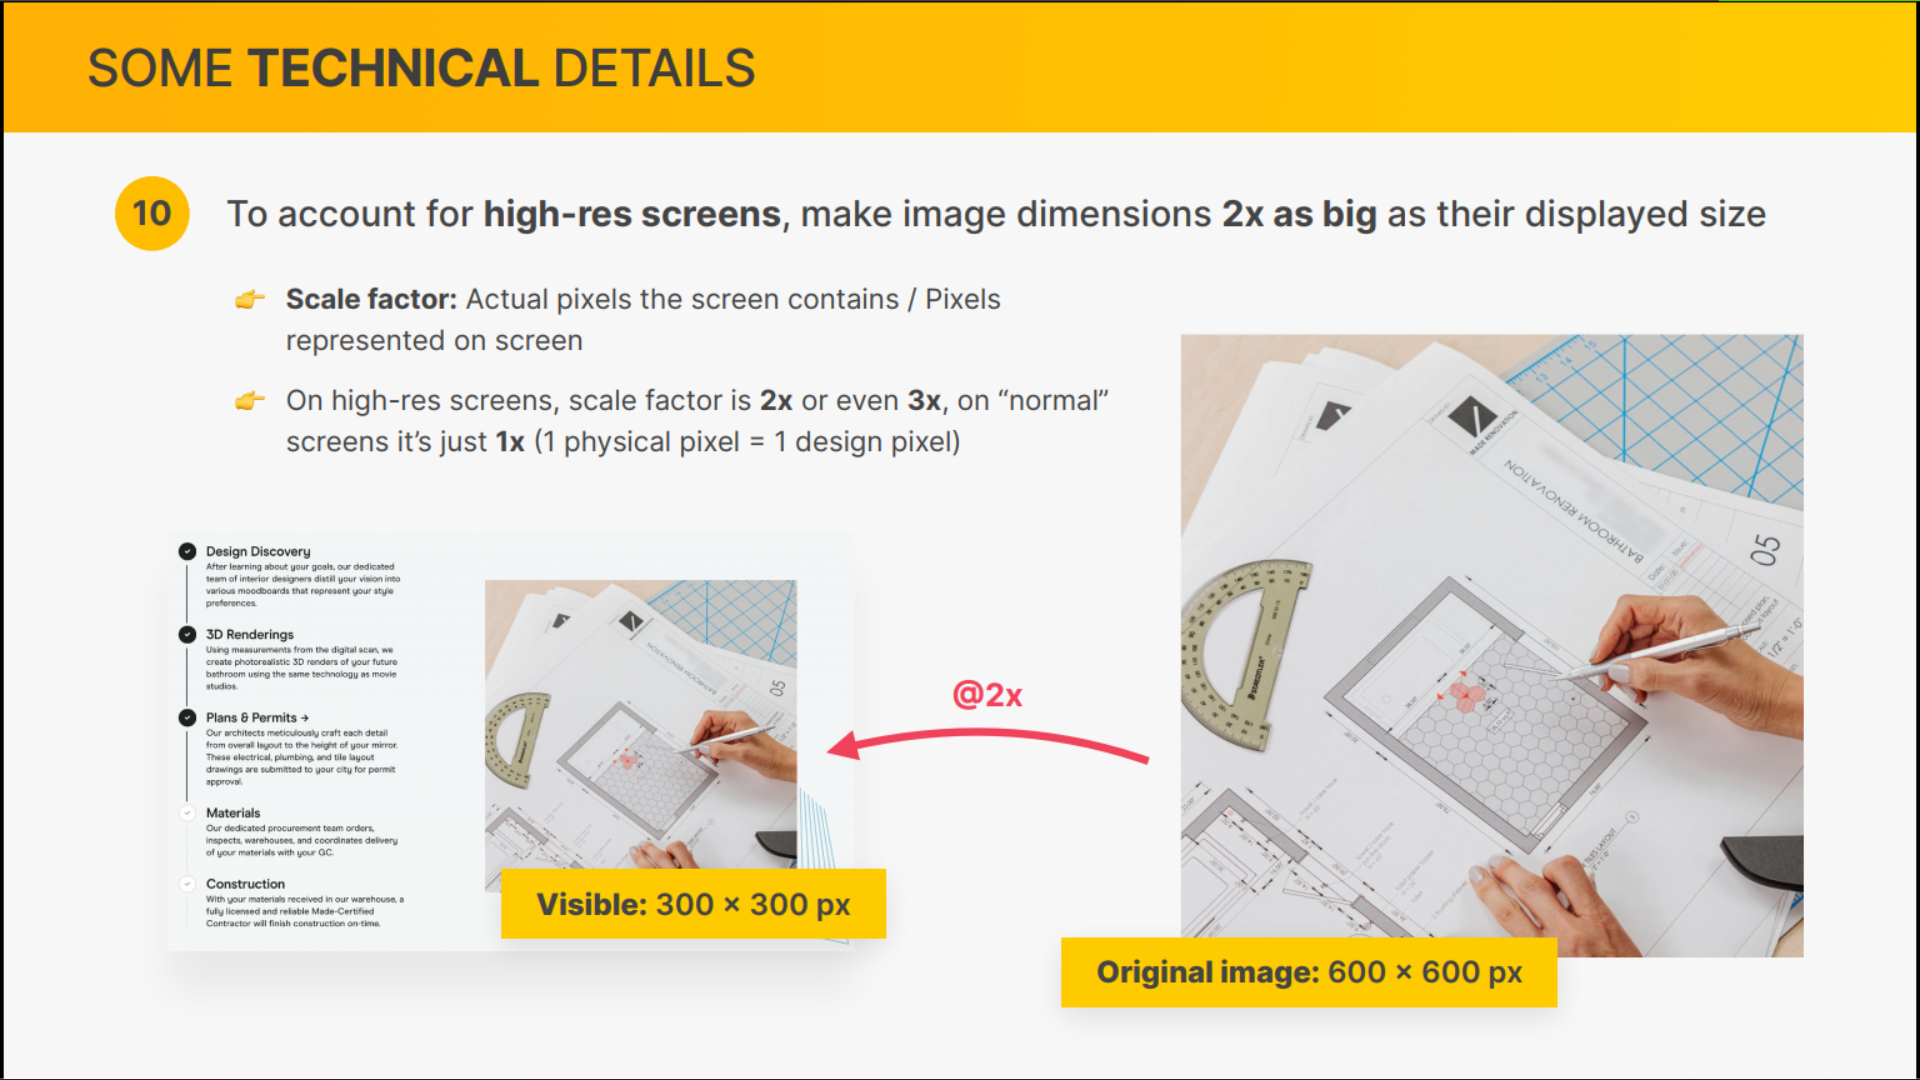 SOME TECHNICAL DETAILS
10
To account for high-res screens, make image dimensions 2x as big as their displayed size
👉 Scale factor: Actual pixels the screen contains / Pixels
represented on screen
👉 On high-res screens, scale factor is 2x or even 3x, on “normal”
screens it’s just 1x (1 physical pixel = 1 design pixel)
Design Discovery
After learning about your goals, our dedicated
team of interior designers distill your vision into
various moodboards that represent your style
preferences.
3D Renderings
Using measurements from the digital scan, we
create photorealistic 3D renders of your future
bathroom using the same technology as movie
studios.
Plans & Permits →
Our architects meticulously craft each detail
from overall layout to the height of your mirror.
These electrical, plumbing, and tile layout
drawings are submitted to your city for permit
approval.
Materials
Our dedicated procurement team orders,
inspects, warehouses, and coordinates delivery
of your materials with your GC.
Construction
With your materials received in our warehouse, a
fully licensed and reliable Made-Certified
Contractor will finish construction on-time.
05
Visible: 300 × 300 px
@2x
MADE RENOVATION
BATHROOM RENOVATION
05
STAEDTLER
TILES LAYOUT
Original image: 600 × 600 px